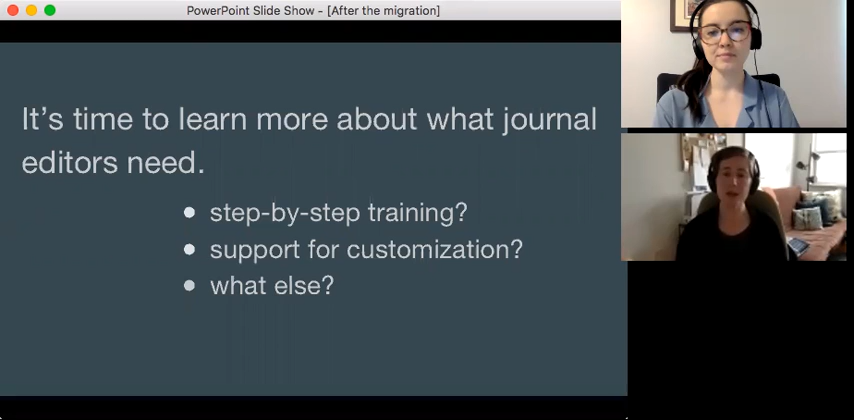 PowerPoint Slide Show - [After the migration]
It’s time to learn more about what journal
editors need.
• step-by-step training?
• support for customization?
• what else?